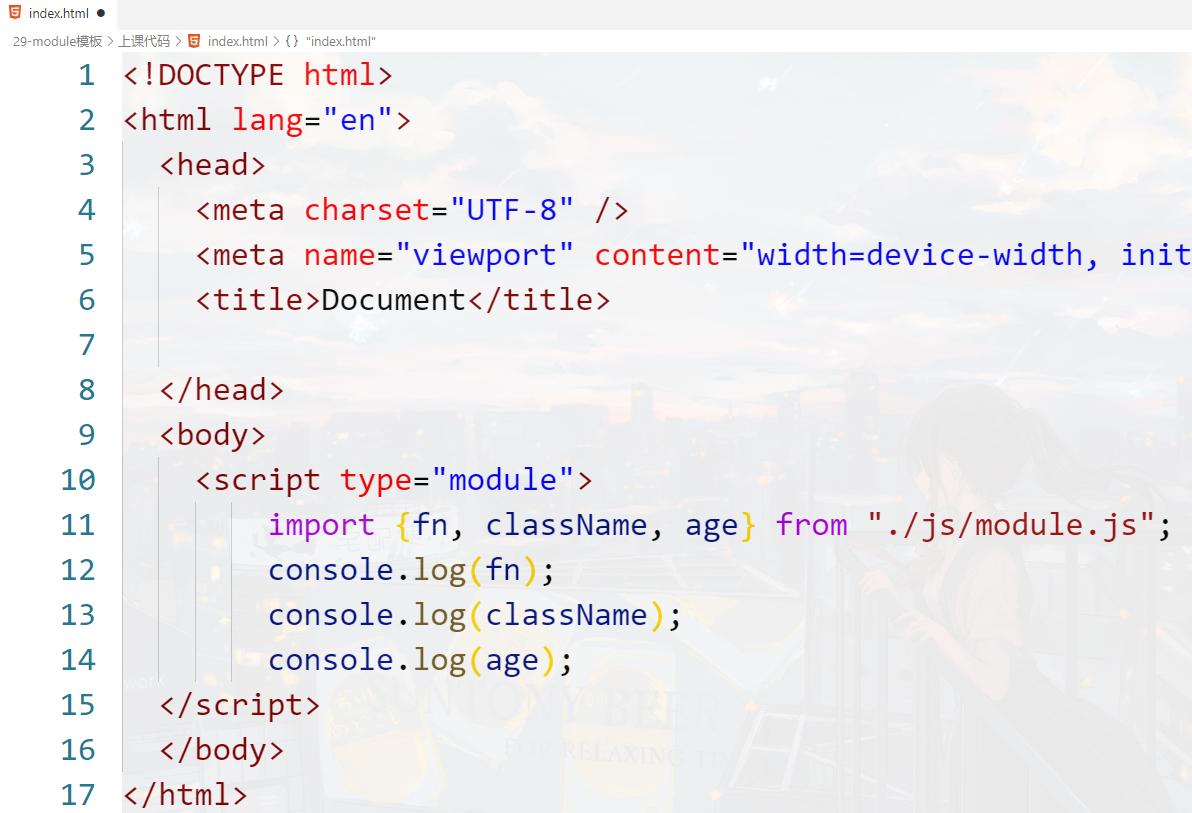 index.html ●
29-module模板 > 上课代码 > index.html > {} "index.html"
1 <!DOCTYPE html>
2 <html lang="en">
3 <head>
4 <meta charset="UTF-8" />
5 <meta name="viewport" content="width=device-width, init
6 <title>Document</title>
7
8 </head>
9 <body>
10 <script type="module">
11 import {fn, className, age} from "./js/module.js";
12 console.log(fn);
13 console.log(className);
14 console.log(age);
15 </script>
16 </body>
17 </html>
SUNTONY BEER
FOR RELAXING